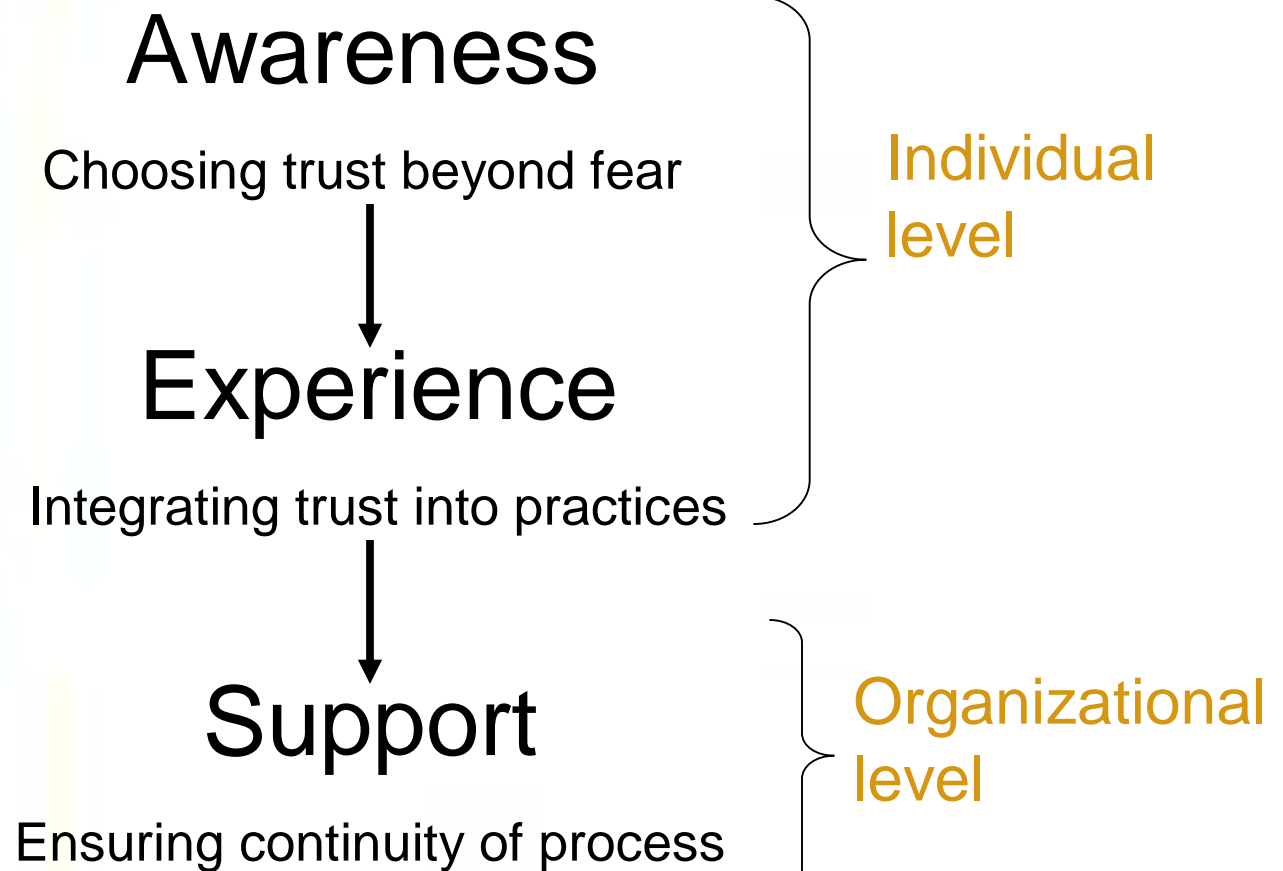 Awareness
Choosing trust beyond fear
Individual
level
Experience
Integrating trust into practices
Support
Organizational
level
Ensuring continuity of process